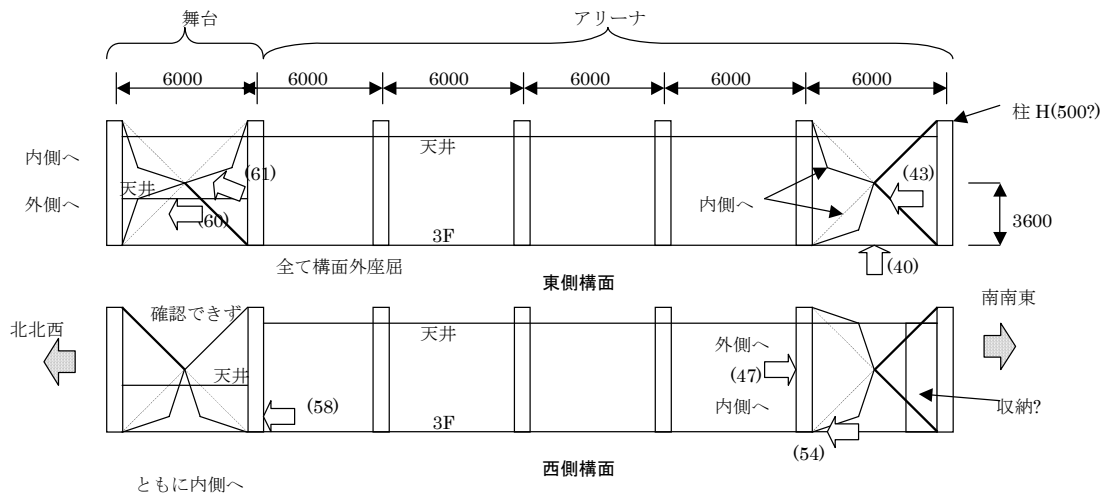 舞台
アリーナ
6000 6000 6000 6000 6000 6000
柱 H(500?)
天井
内側へ
(61)
天井
(43)
外側へ
内側へ
(60)
3600
3F
全て構面外座屈
(40)
東側構面
確認できず
南南東
北北西
天井
外側へ
天井
(47)
(58)
内側へ
収納?
3F
(54)
西側構面
ともに内側へ